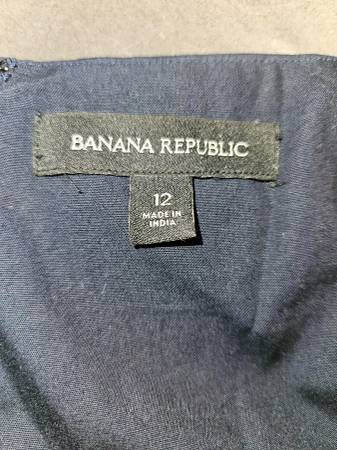 BANANA REPUBLIC
12
MADE IN
INDIA